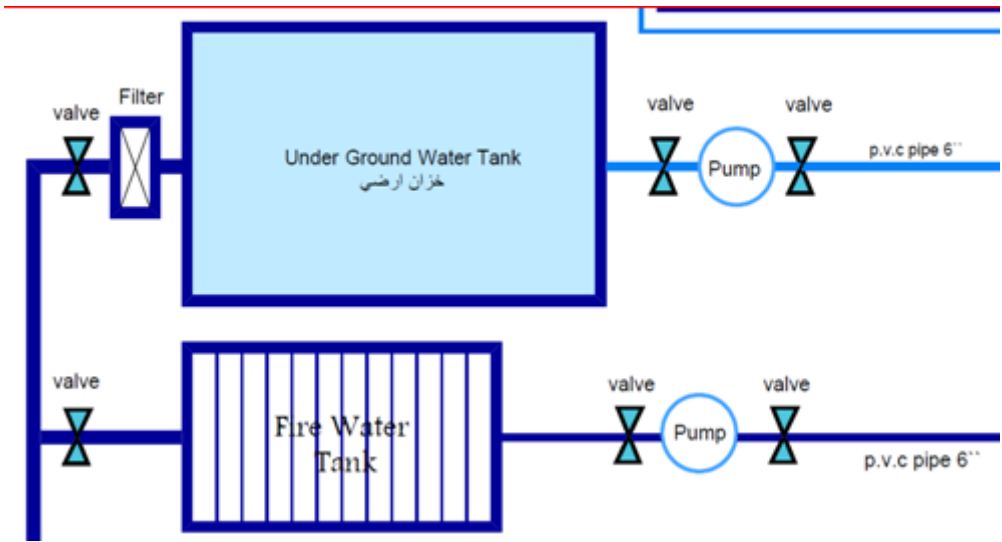 Filter
valve
valve
valve
Under Ground Water Tank
خزان ارضي
Pump
p.v.c pipe 6``
valve
valve
valve
Fire Water
Tank
Pump
p.v.c pipe 6``